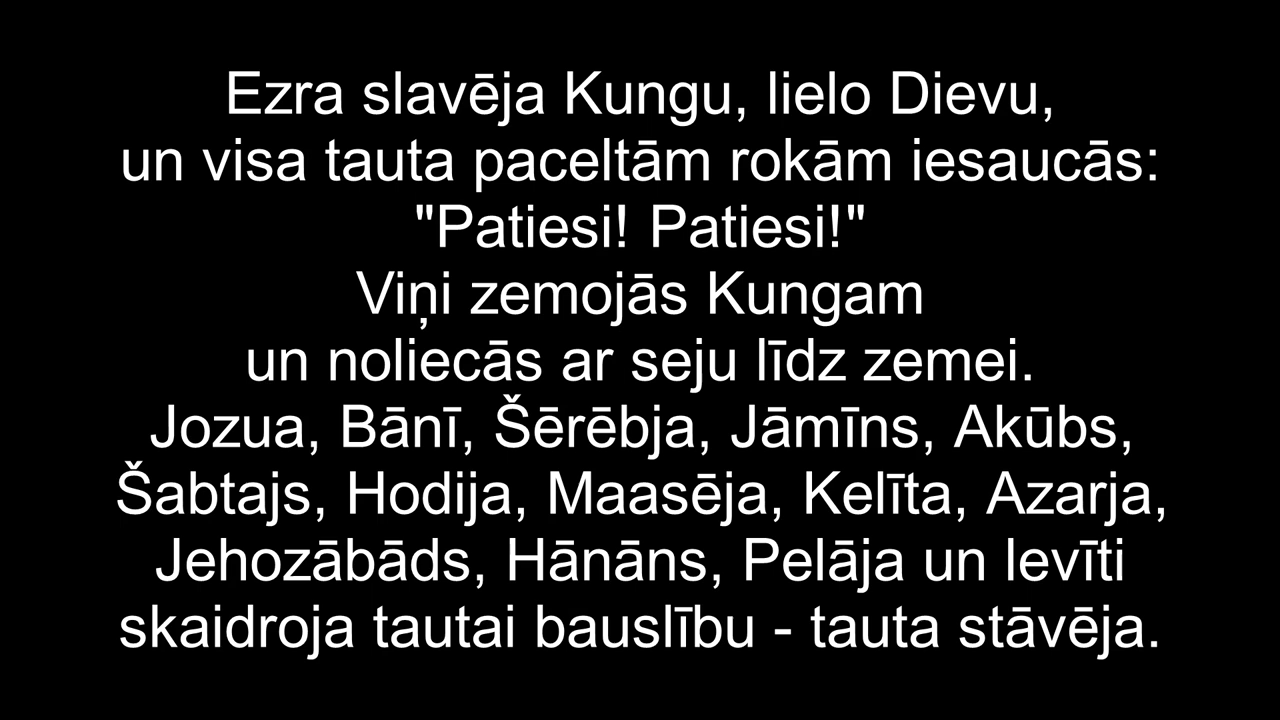 Ezra slavēja Kungu, lielo Dievu,
un visa tauta paceltām rokām iesaucās:
"Patiesi! Patiesi!"
Viņi zemojās Kungam
un noliecās ar seju līdz zemei.
Jozua, Bānī, Šērēbja, Jāmīns, Akūbs,
Šabtajs, Hodija, Maasēja, Kelīta, Azarja,
Jehozābāds, Hānāns, Pelāja un levīti
skaidroja tautai bauslību - tauta stāvēja.